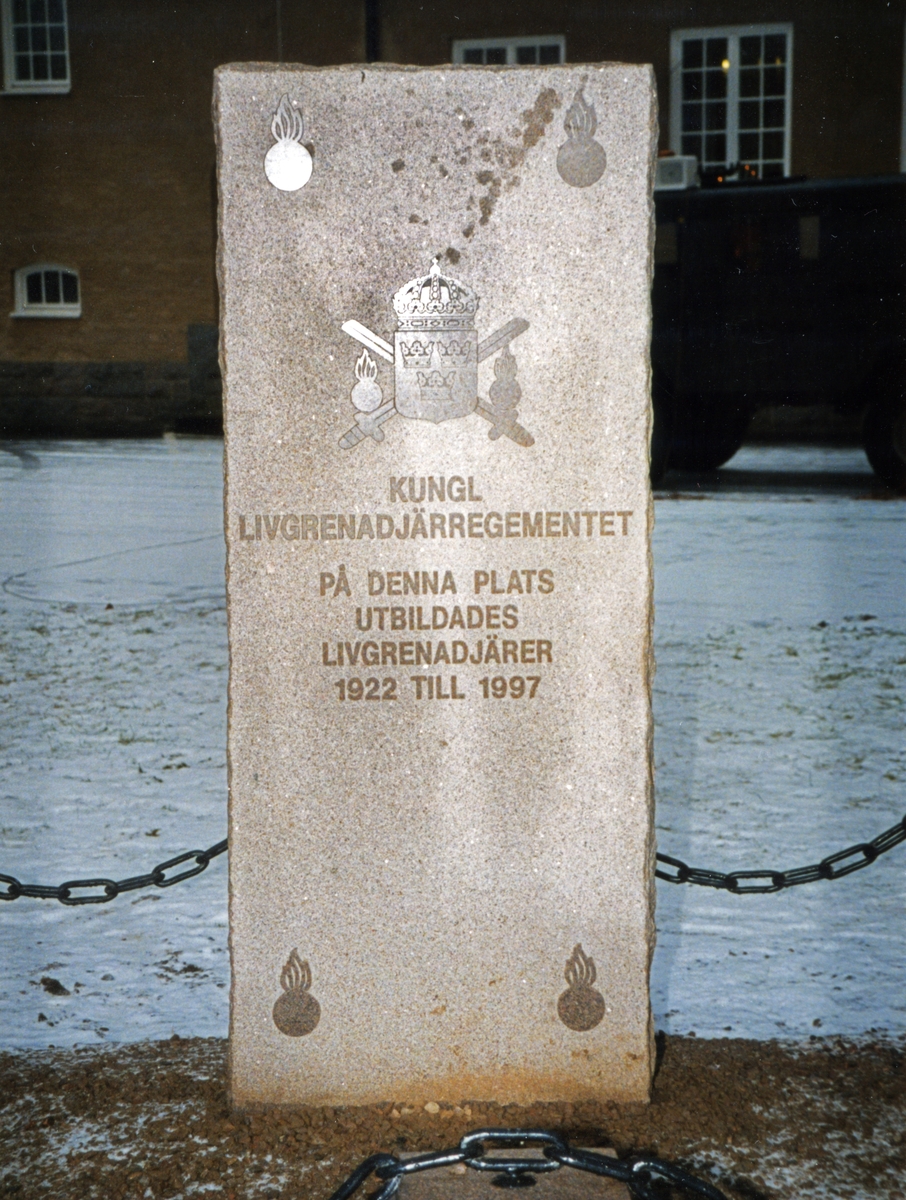 KUNGL
LIVGRENADJÄRREGEMENTET
PÅ DENNA PLATS
UTBILDADES
LIVGRENADJÄRER
1922 TILL 1997